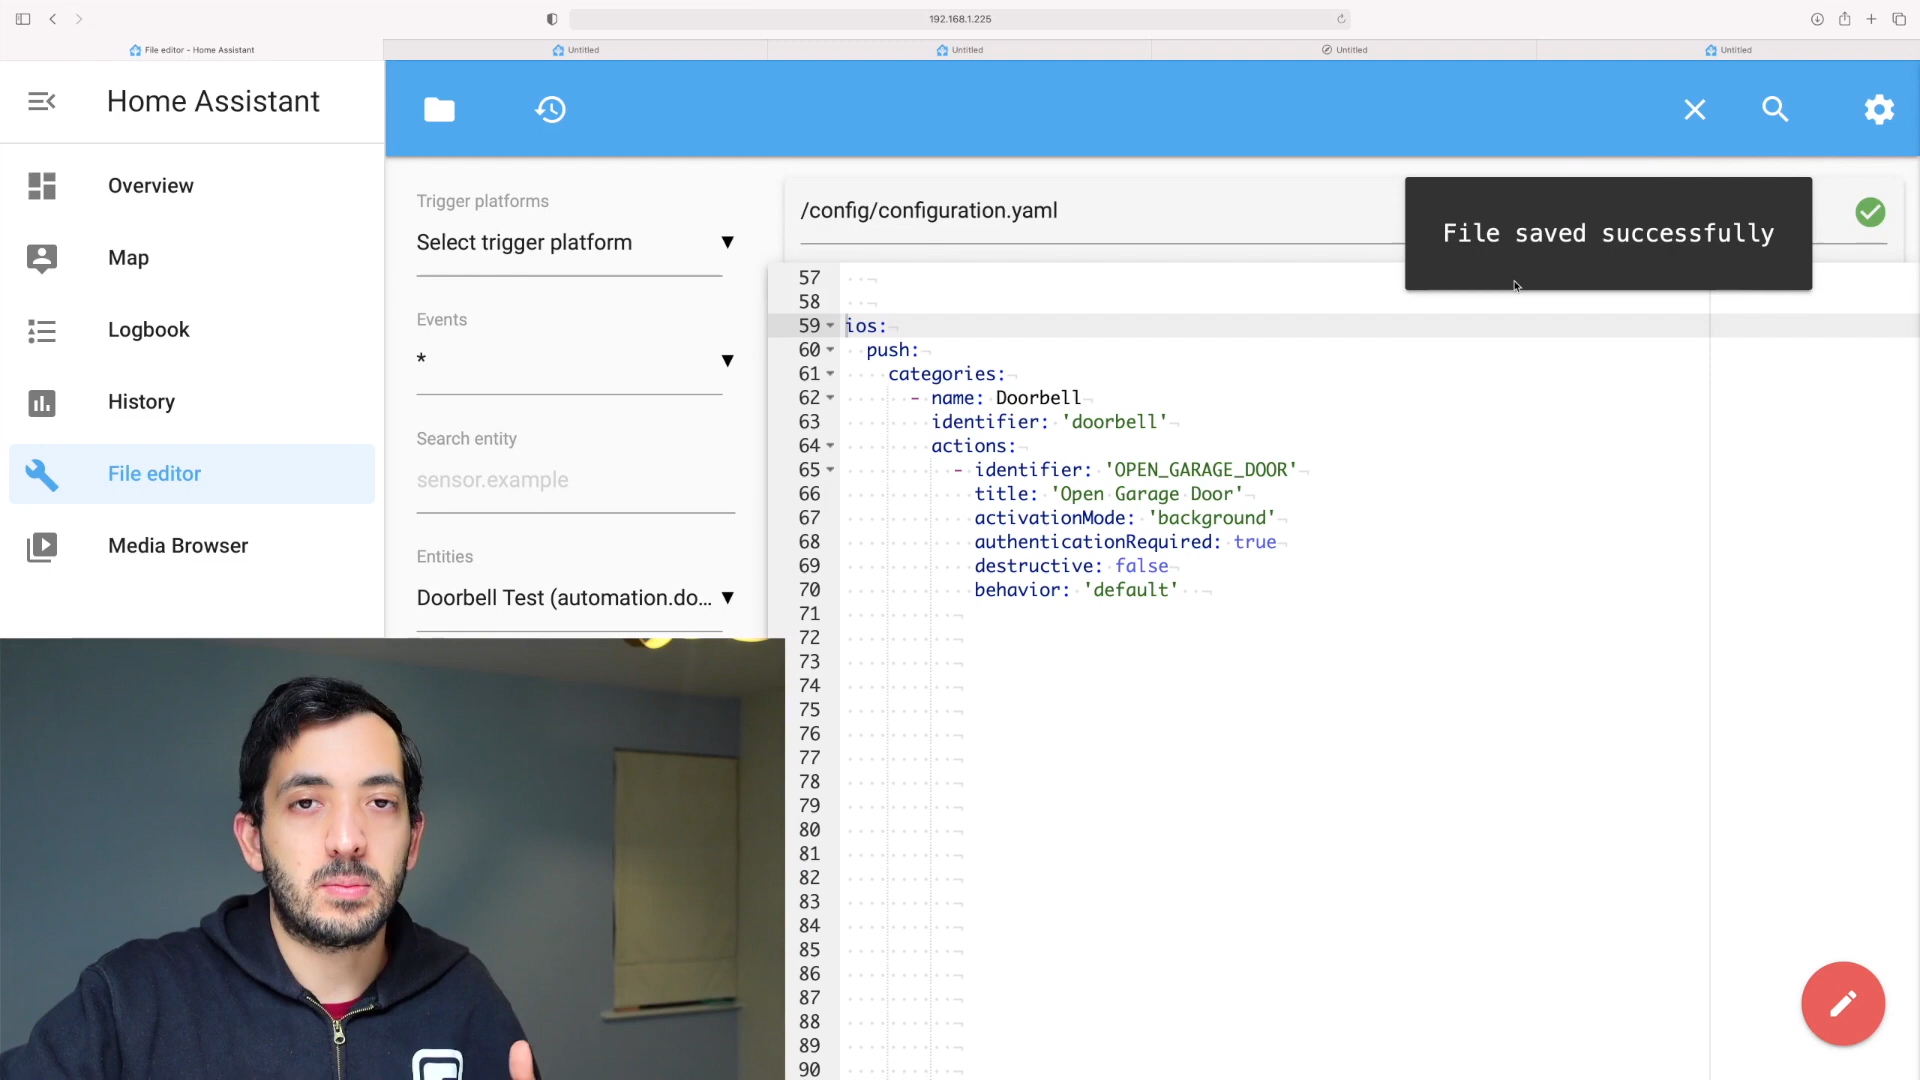 192.168.1.225
File editor - Home Assistant
Untitled
Untitled
Untitled
Untitled
Home Assistant
Overview
Map
Logbook
History
File editor
Media Browser
Trigger platforms
Select trigger platform
Events
*
Search entity
sensor.example
Entities
Doorbell Test (automation.do...
/config/configuration.yaml
File saved successfully
57
58
59 ios:
60 push:
61 categories:
62 - name: Doorbell
63 identifier: 'doorbell'
64 actions:
65 - identifier: 'OPEN_GARAGE_DOOR'
66 title: 'Open Garage Door'
67 activationMode: 'background'
68 authenticationRequired: true
69 destructive: false
70 behavior: 'default'
71
72
73
74
75
76
77
78
79
80
81
82
83
84
85
86
87
88
89
90